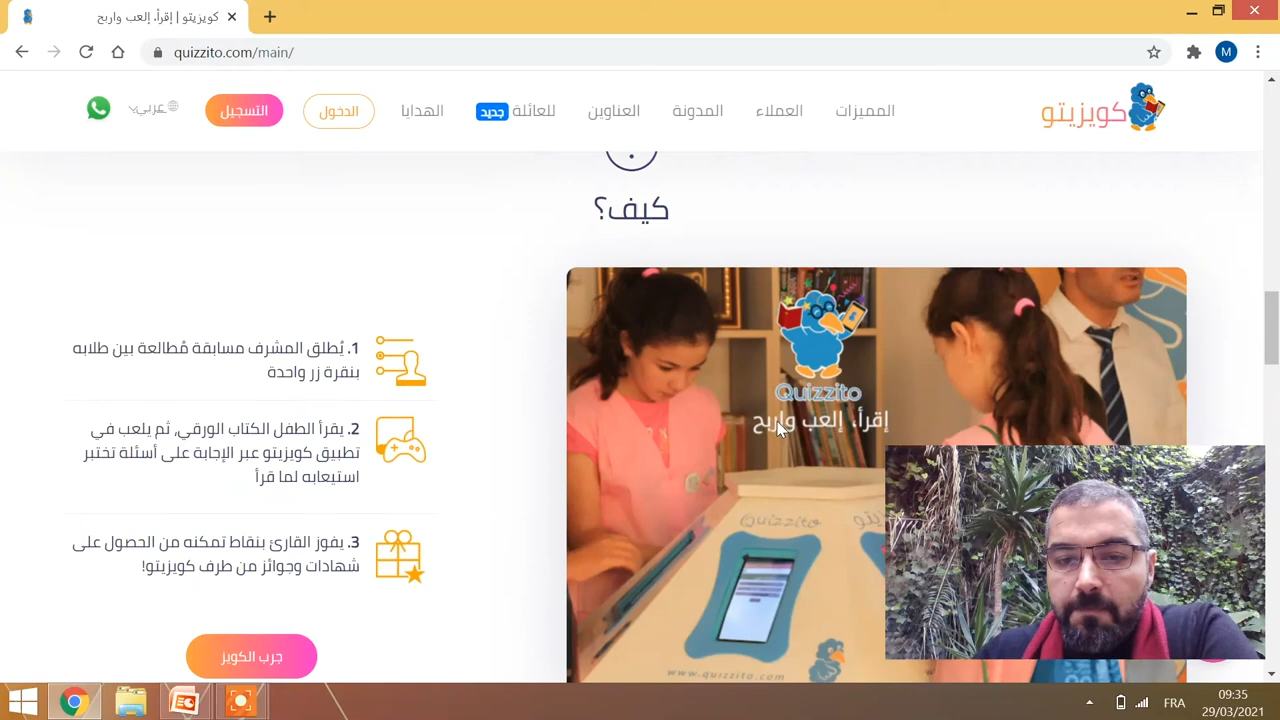 كويزيتو | إقرأ، إلعب واربح
quizzito.com/main/
M
كويزيتو
المميزات
العملاء
المدونة
العناوين
للعائلة جديد
الهدايا
الدخول
التسجيل
عربي
كيف؟
1. يُطلق المشرف مسابقة مُطالعة بين طلابه
بنقرة زر واحدة
2. يقرأ الطفل الكتاب الورقي، ثم يلعب في
تطبيق كويزيتو عبر الإجابة على أسئلة تختبر
استيعابه لما قرأ
3. يفوز القارئ بنقاط تمكنه من الحصول على
شهادات وجوائز من طرف كويزيتو!
جرب الكويز
Quizzito
إقرأ، إلعب واربح
Quizzito
www.quizzito.com
FRA
09:35
29/03/2021